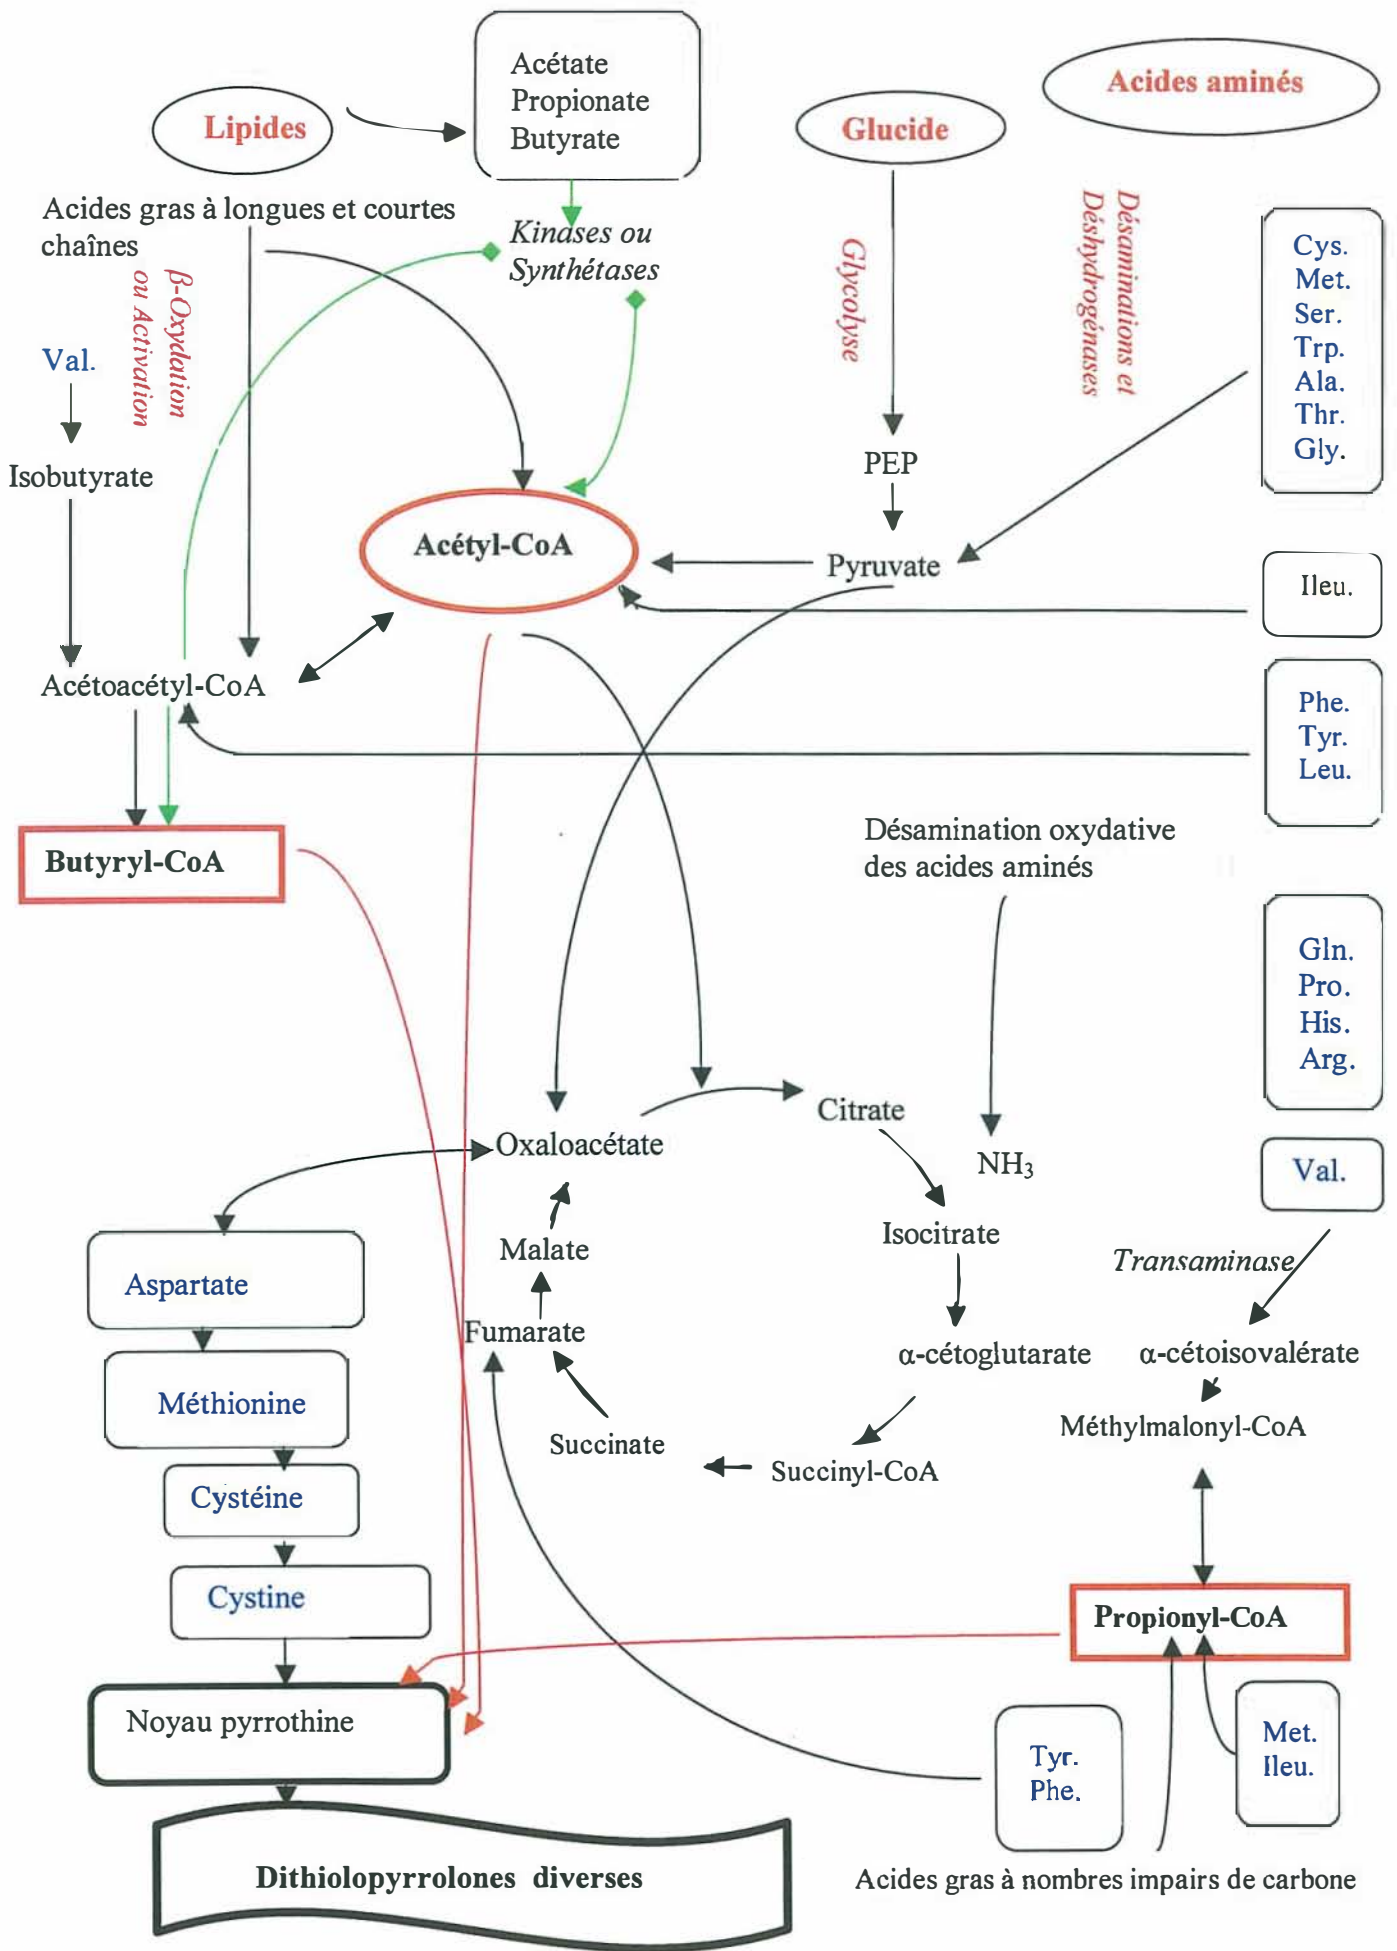 Acétate
Propionate
Butyrate
Acides aminés
Lipides
Glucide
Acides gras à longues et courtes
chaînes
Kinases ou
Synthétases
β-Oxydation
ou Activation
Glycolyse
Désaminations et
Déshydrogénases
Cys.
Met.
Ser.
Trp.
Ala.
Thr.
Gly.
Val.
Isobutyrate
PEP
Acétyl-CoA
Pyruvate
Ileu.
Acétoacétyl-CoA
Phe.
Tyr.
Leu.
Butyryl-CoA
Désamination oxydative
des acides aminés
Gln.
Pro.
His.
Arg.
Citrate
Oxaloacétate
NH3
Val.
Isocitrate
Malate
Transaminase
Aspartate
Fumarate
α-cétoglutarate
α-cétoisovalérate
Méthionine
Méthylmalonyl-CoA
Succinate
Succinyl-CoA
Cystéine
Cystine
Propionyl-CoA
Noyau pyrrothine
Met.
Ileu.
Tyr.
Phe.
Dithiolopyrrolones diverses
Acides gras à nombres impairs de carbone